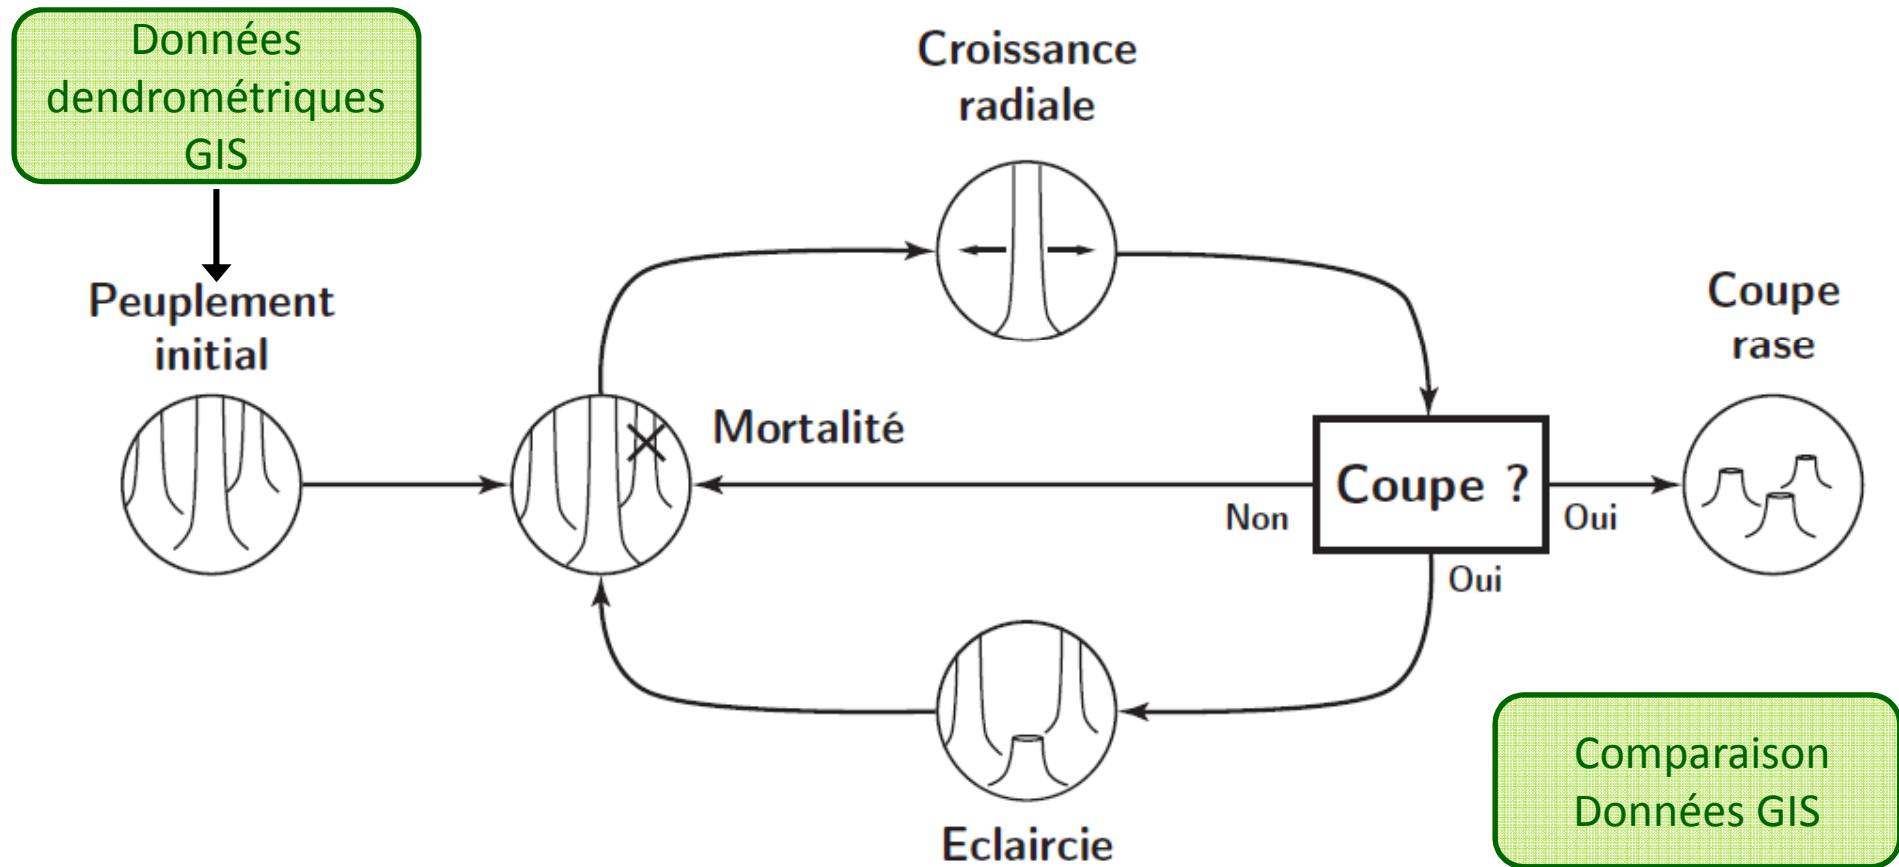 Données
dendrométriques
GIS
Croissance
radiale
Peuplement
initial
Coupe
rase
Mortalité
Coupe ?
Non
Oui
Oui
Eclaircie
Comparaison
Données GIS